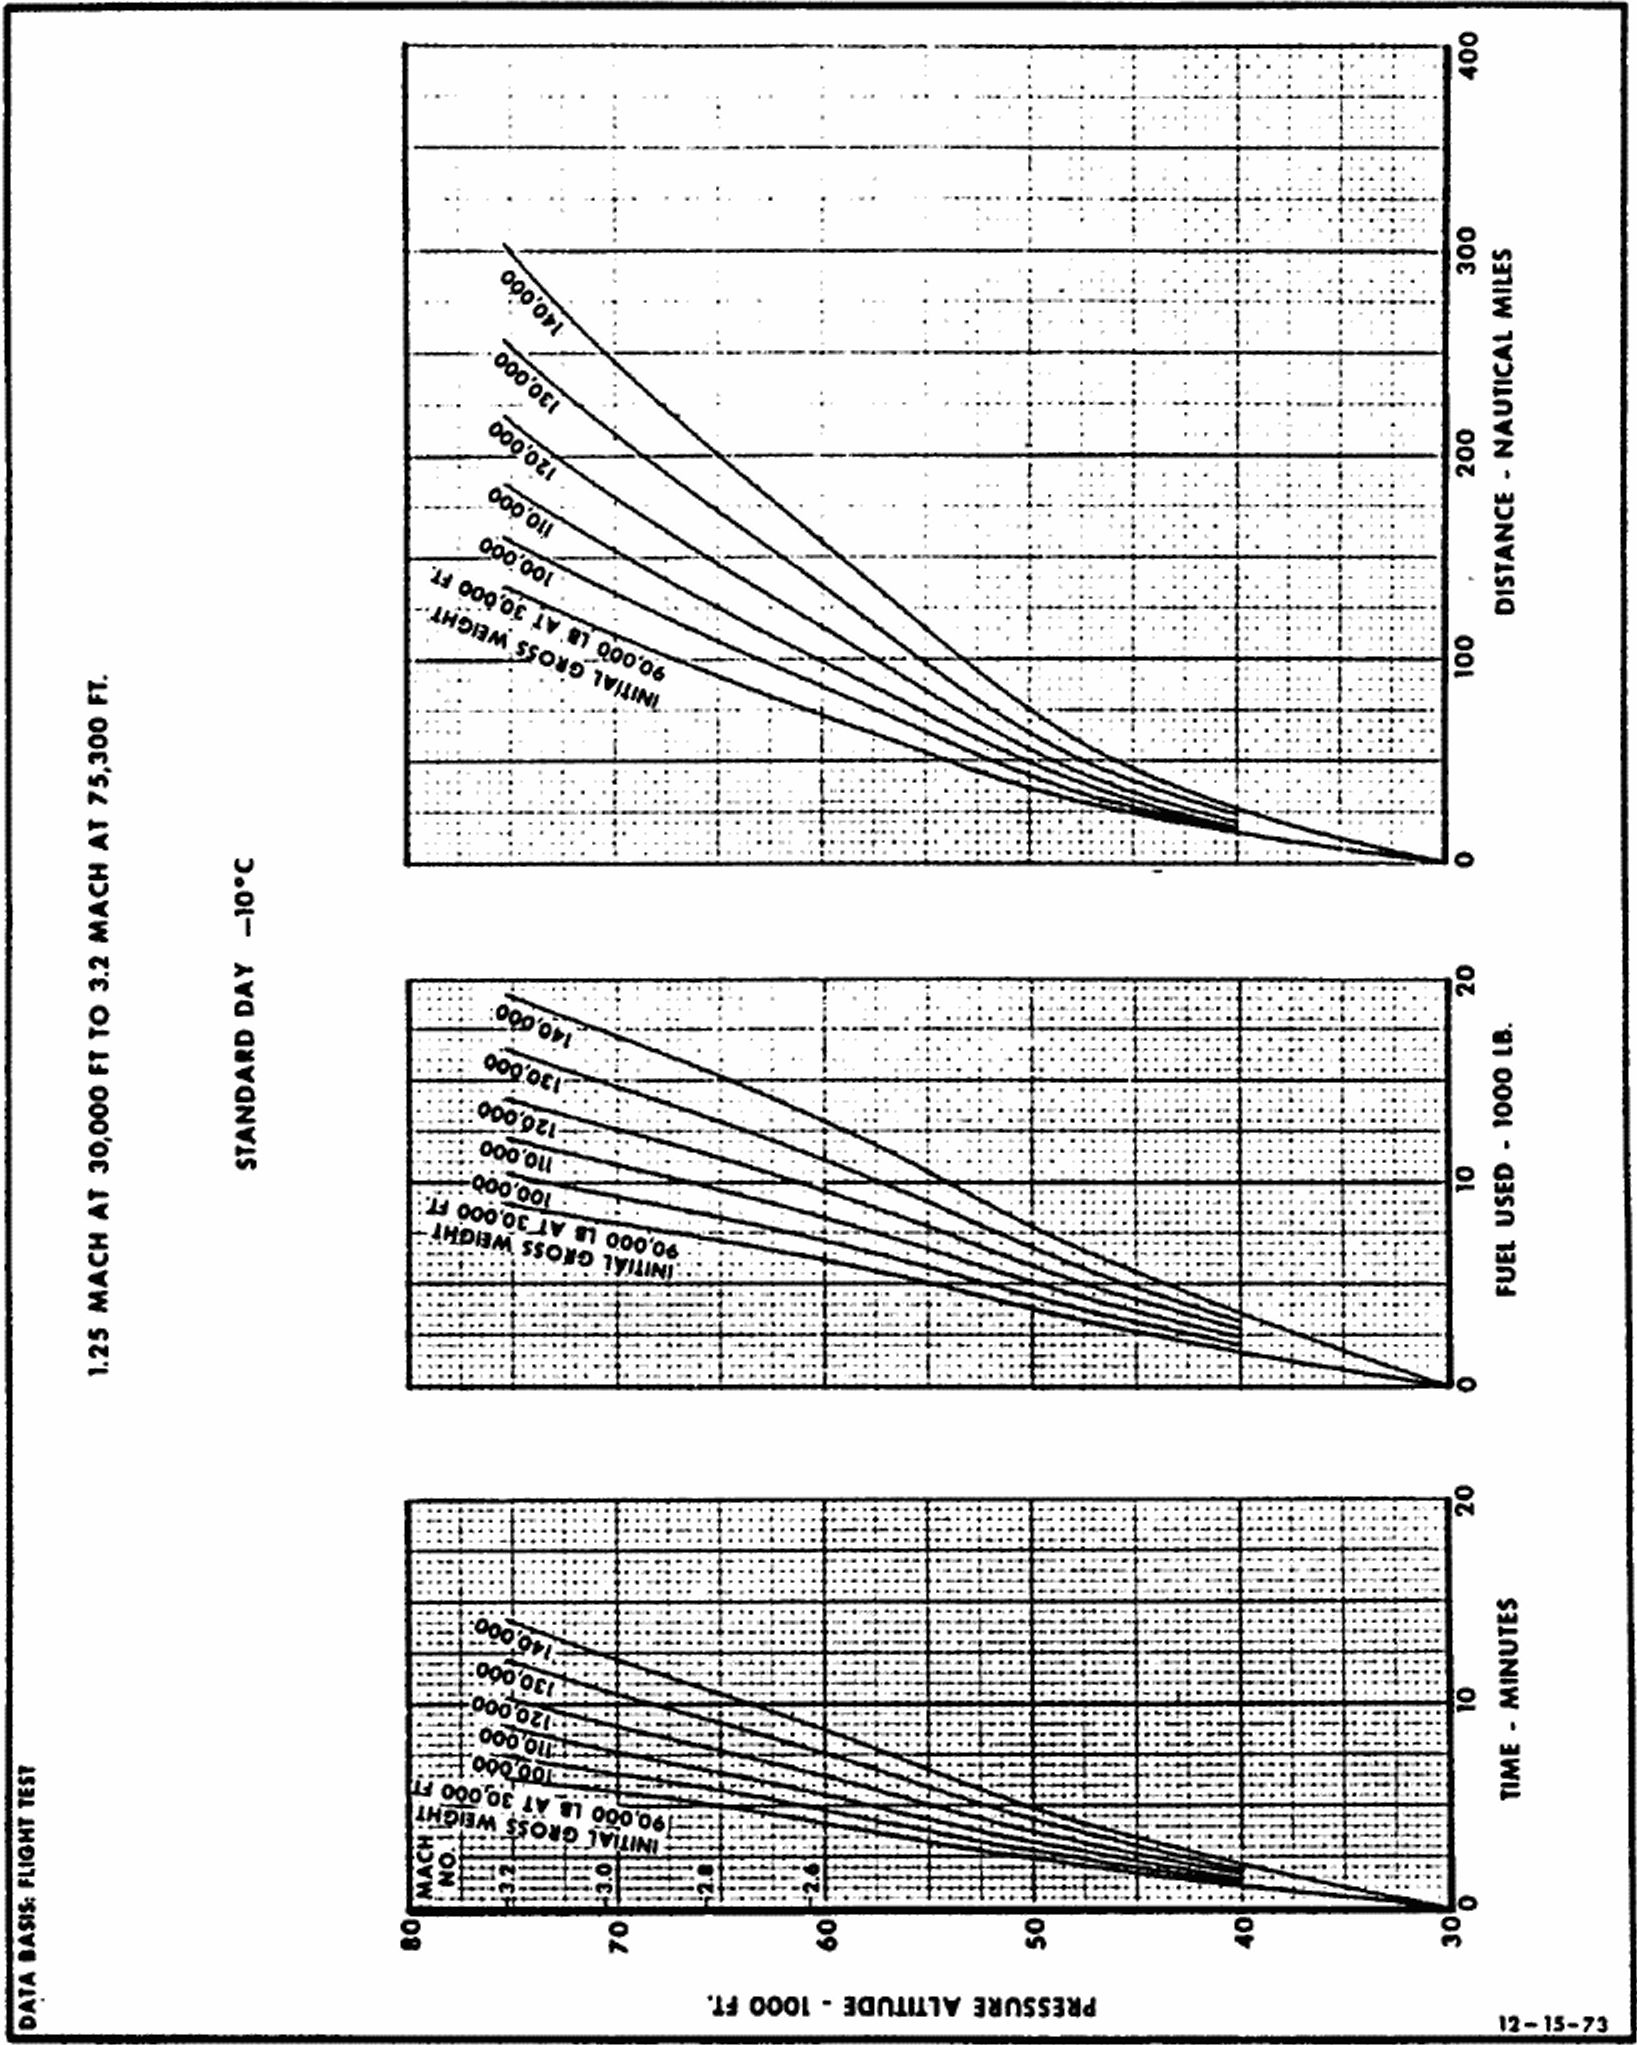 DATA BASIS: FLIGHT TEST
1.25 MACH AT 30,000 FT TO 3.2 MACH AT 75,300 FT.
STANDARD DAY –10°C
PRESSURE ALTITUDE - 1000 FT.
80
70
60
50
40
30
MACH
NO.
3.2
3.0
2.8
2.6
INITIAL GROSS WEIGHT
90,000 LB AT 30,000 FT
100,000
110,000
120,000
130,000
140,000
0
10
20
TIME - MINUTES
INITIAL GROSS WEIGHT
90,000 LB AT 30,000 FT.
100,000
110,000
120,000
130,000
140,000
0
10
20
FUEL USED - 1000 LB.
INITIAL GROSS WEIGHT
90,000 LB AT 30,000 FT.
100,000
110,000
120,000
130,000
140,000
0
100
200
300
400
DISTANCE - NAUTICAL MILES
12-15-73